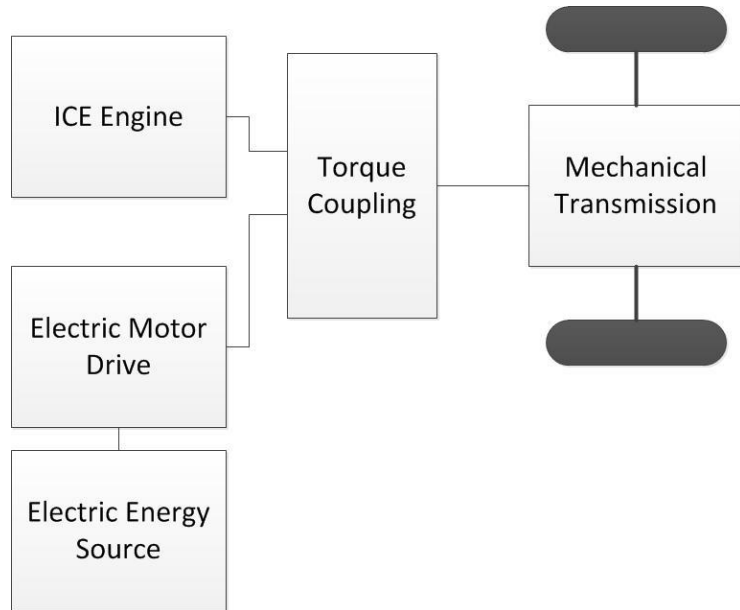 ICE Engine
Torque
Coupling
Mechanical
Transmission
Electric Motor
Drive
Electric Energy
Source